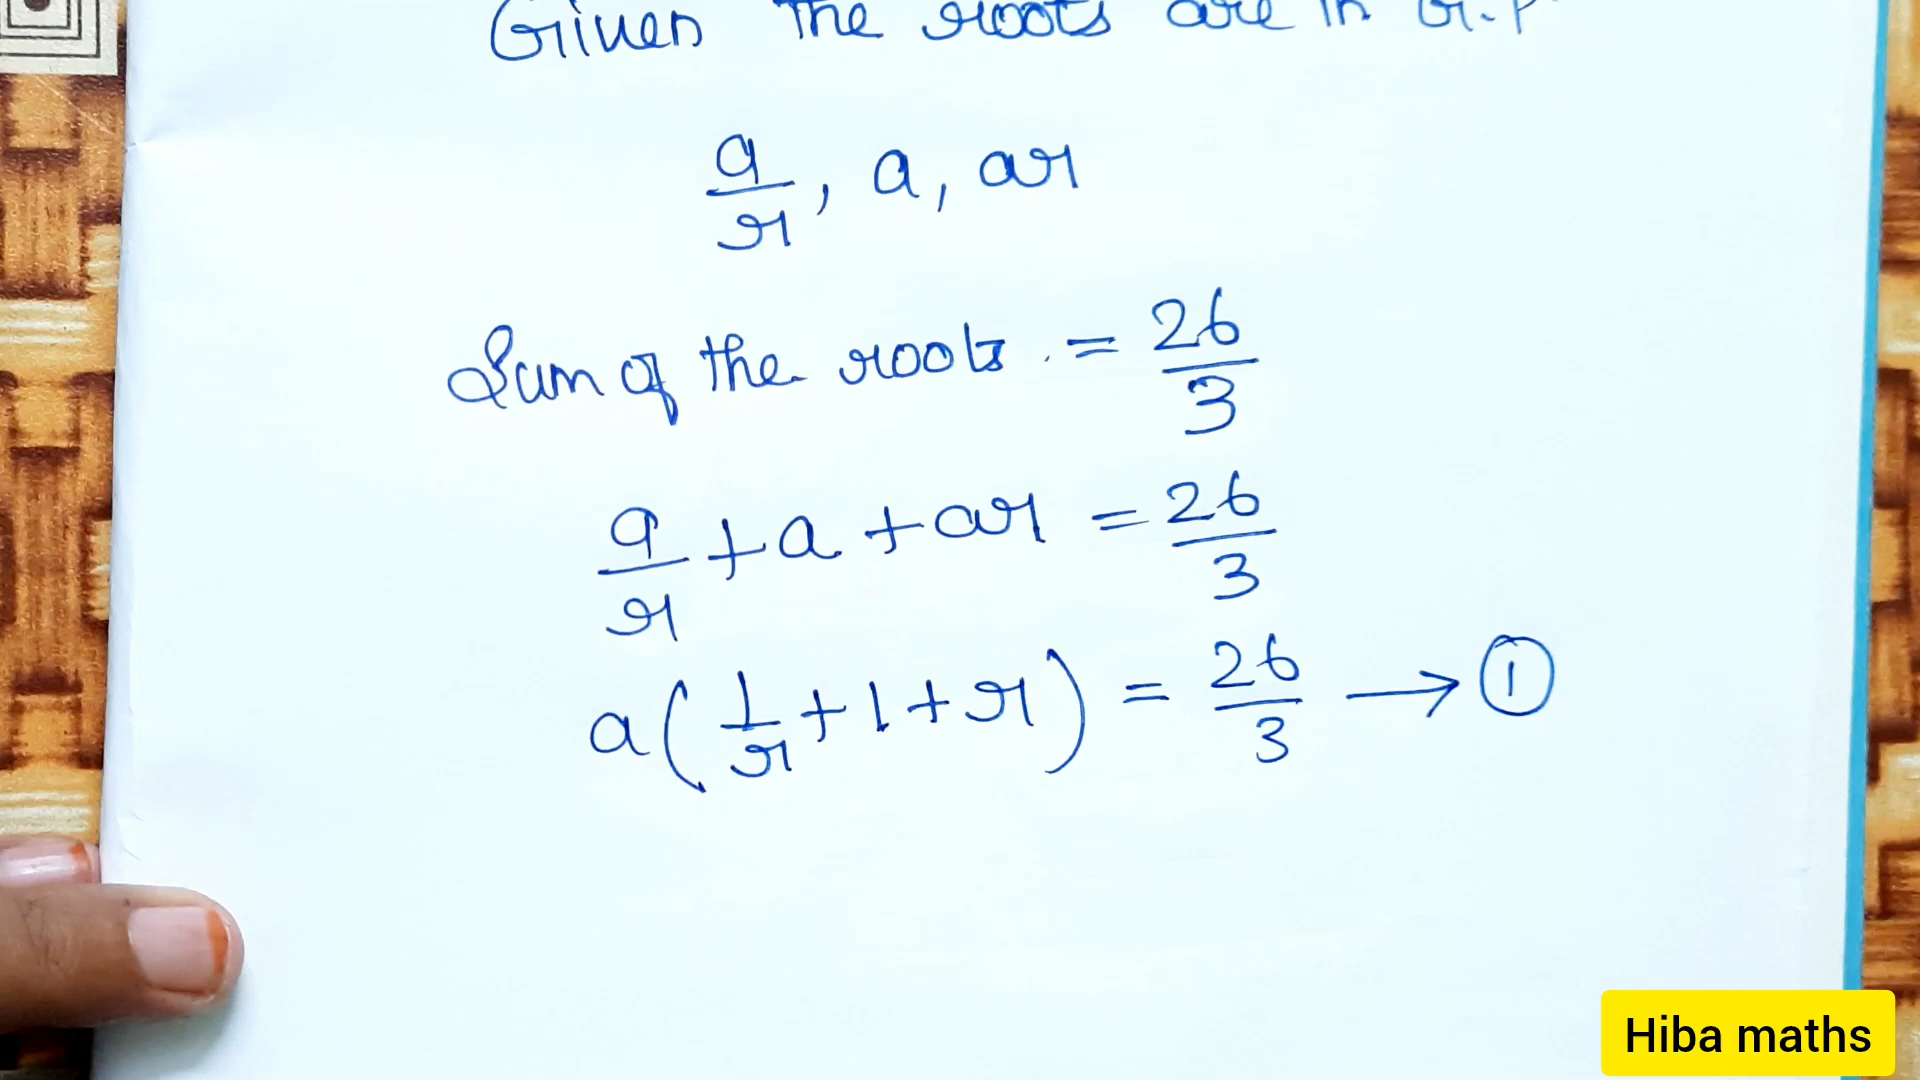 Given the roots are in G.P
a/r, a, ar
Sum of the roots = 26/3
a/r + a + ar = 26/3
a(1/r + 1 + r) = 26/3 → ①
Hiba maths